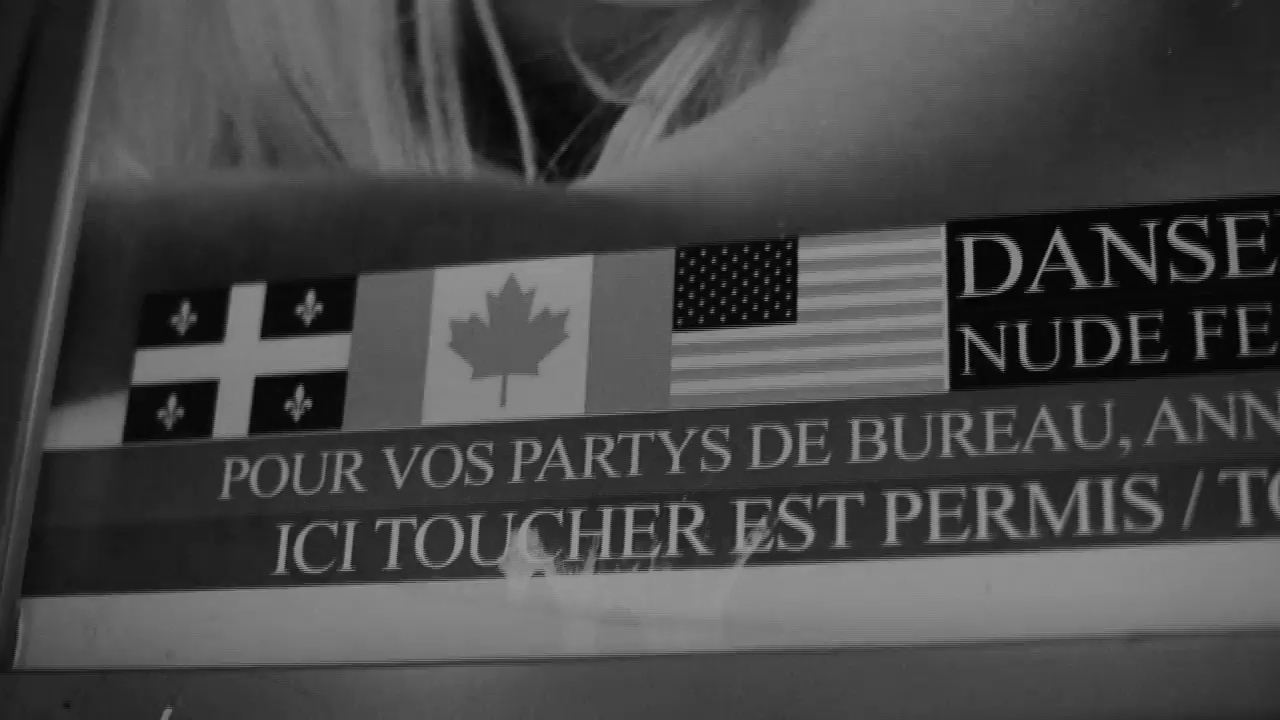 DANSE
NUDE FE
POUR VOS PARTYS DE BUREAU, ANN
ICI TOUCHER EST PERMIS / TO